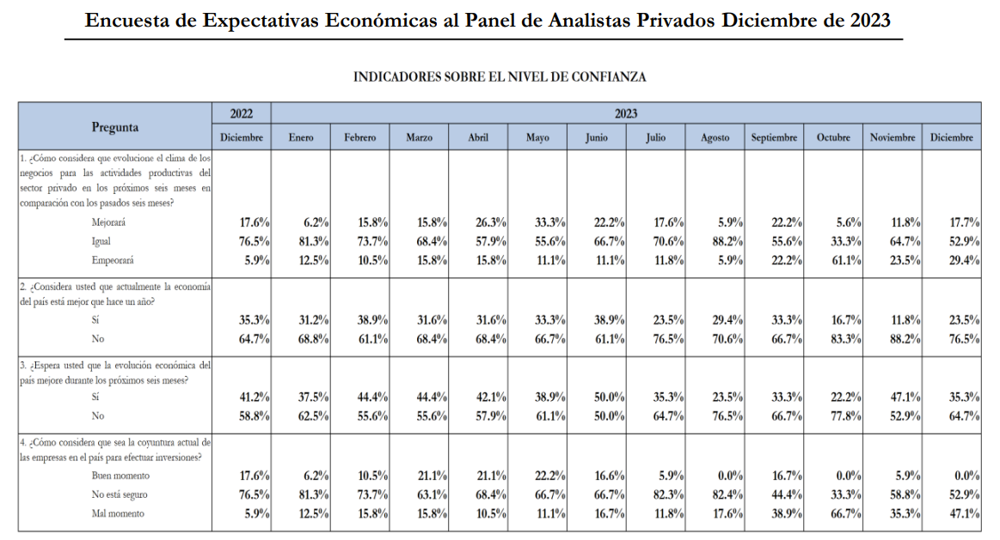 Encuesta de Expectativas Económicas al Panel de Analistas Privados Diciembre de 2023
INDICADORES SOBRE EL NIVEL DE CONFIANZA
Pregunta 2022 2023
Diciembre Enero Febrero Marzo Abril Mayo Junio Julio Agosto Septiembre Octubre Noviembre Diciembre
1. ¿Cómo considera que evolucione el clima de los
negocios para las actividades productivas del
sector privado en los próximos seis meses en
comparación con los pasados seis meses?
Mejorará 17.6% 6.2% 15.8% 15.8% 26.3% 33.3% 22.2% 17.6% 5.9% 22.2% 5.6% 11.8% 17.7%
Igual 76.5% 81.3% 73.7% 68.4% 57.9% 55.6% 66.7% 70.6% 88.2% 55.6% 33.3% 64.7% 52.9%
Empeorará 5.9% 12.5% 10.5% 15.8% 15.8% 11.1% 11.1% 11.8% 5.9% 22.2% 61.1% 23.5% 29.4%
2. ¿Considera usted que actualmente la economía
del país está mejor que hace un año?
Sí 35.3% 31.2% 38.9% 31.6% 31.6% 33.3% 38.9% 23.5% 29.4% 33.3% 16.7% 11.8% 23.5%
No 64.7% 68.8% 61.1% 68.4% 68.4% 66.7% 61.1% 76.5% 70.6% 66.7% 83.3% 88.2% 76.5%
3. ¿Espera usted que la evolución económica del
país mejore durante los próximos seis meses?
Sí 41.2% 37.5% 44.4% 44.4% 42.1% 38.9% 50.0% 35.3% 23.5% 33.3% 22.2% 47.1% 35.3%
No 58.8% 62.5% 55.6% 55.6% 57.9% 61.1% 50.0% 64.7% 76.5% 66.7% 77.8% 52.9% 64.7%
4. ¿Cómo considera que sea la coyuntura actual de
las empresas en el país para efectuar inversiones?
Buen momento 17.6% 6.2% 10.5% 21.1% 21.1% 22.2% 16.6% 5.9% 0.0% 16.7% 0.0% 5.9% 0.0%
No está seguro 76.5% 81.3% 73.7% 63.1% 68.4% 66.7% 66.7% 82.3% 82.4% 44.4% 33.3% 58.8% 52.9%
Mal momento 5.9% 12.5% 15.8% 15.8% 10.5% 11.1% 16.7% 11.8% 17.6% 38.9% 66.7% 35.3% 47.1%